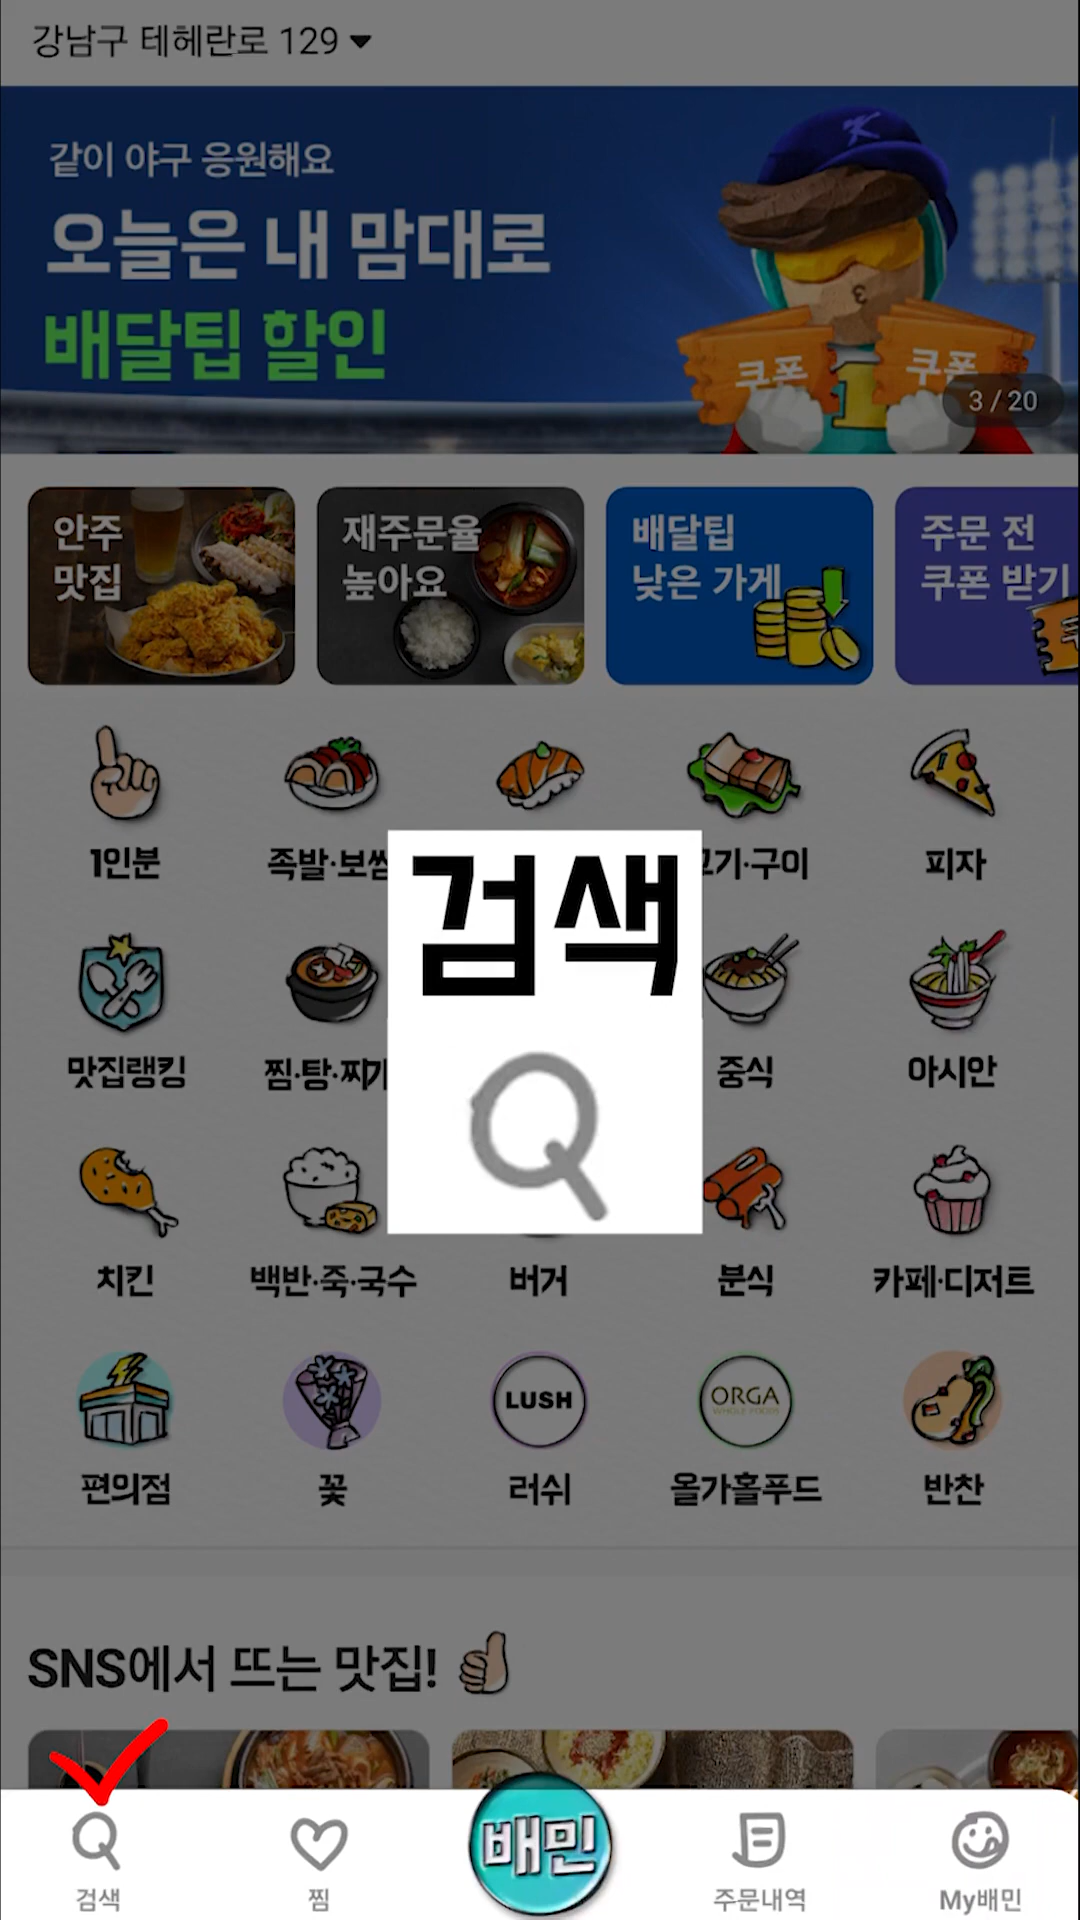 강남구 테헤란로 129
같이 야구 응원해요
오늘은 내 맘대로
배달팁 할인
쿠폰
쿠폰
3 / 20
안주
맛집
재주문율
높아요
배달팁
낮은 가게
주문 전
쿠폰 받기
1인분
족발·보쌈
고기·구이
피자
검색
맛집랭킹
찜·탕·찌개
중식
아시안
치킨
백반·죽·국수
버거
분식
카페·디저트
LUSH
ORGA
WHOLE FOODS
편의점
꽃
러쉬
올가홀푸드
반찬
SNS에서 뜨는 맛집!
배민
검색
찜
주문내역
My배민